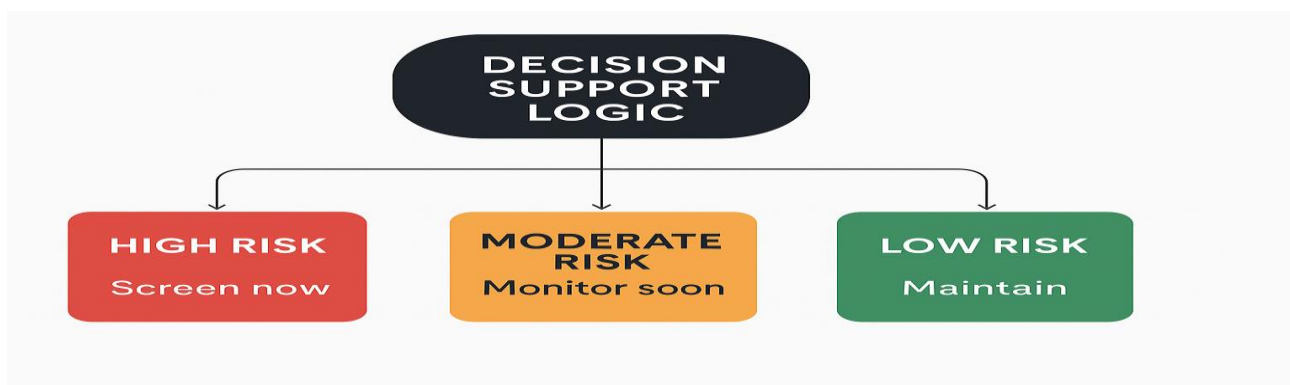 DECISION
SUPPORT
LOGIC
HIGH RISK
Screen now
MODERATE
RISK
Monitor soon
LOW RISK
Maintain